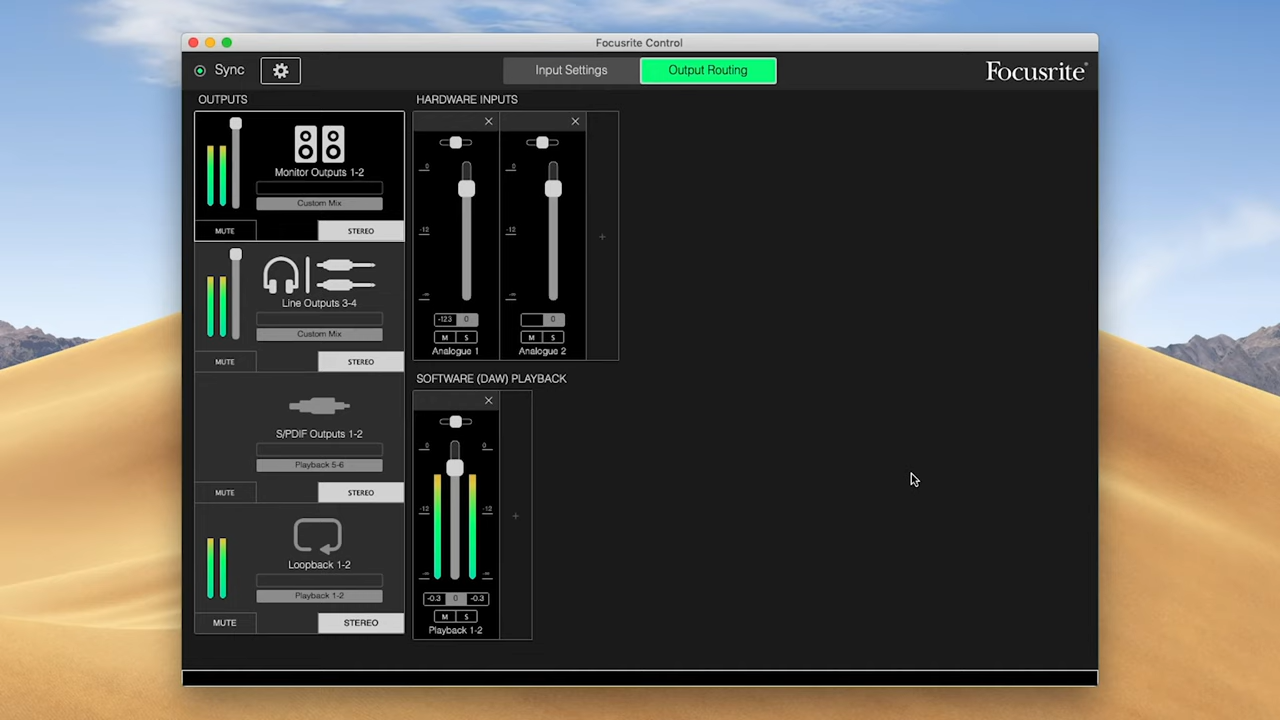 Focusrite Control
Sync
Input Settings
Output Routing
Focusrite
OUTPUTS
Monitor Outputs 1-2
Custom Mix
MUTE
STEREO
Line Outputs 3-4
Custom Mix
MUTE
STEREO
S/PDIF Outputs 1-2
Playback 5-6
MUTE
STEREO
Loopback 1-2
Playback 1-2
MUTE
STEREO
HARDWARE INPUTS
0
-12
-∞
-123 0
M S
Analogue 1
0
-12
-∞
0
M S
Analogue 2
+
SOFTWARE (DAW) PLAYBACK
0 0
-12 -12
-∞ -∞
-0.3 0 -0.3
M S
Playback 1-2
+